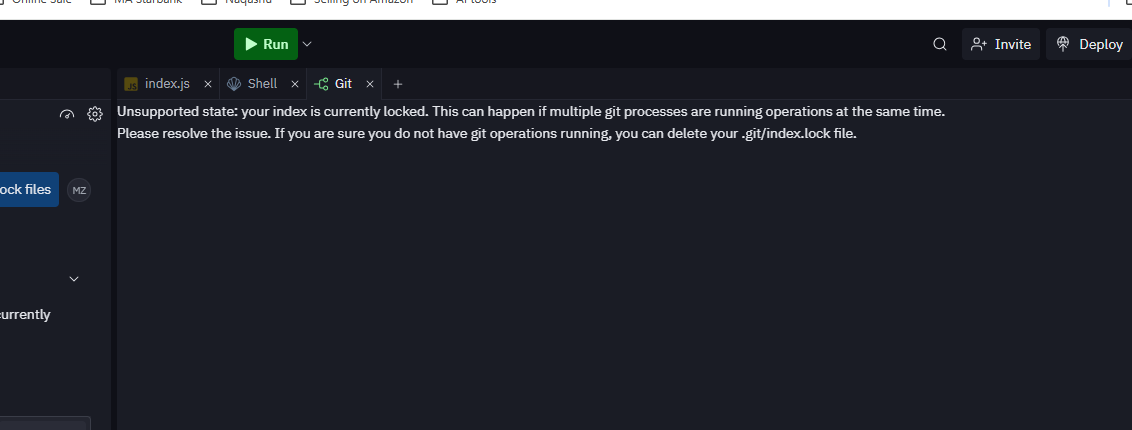 Online Sale
MA Starbank
Selling on Amazon
AI tools
Run
Invite
Deploy
JS
index.js
Shell
Git
Unsupported state: your index is currently locked. This can happen if multiple git processes are running operations at the same time.
Please resolve the issue. If you are sure you do not have git operations running, you can delete your .git/index.lock file.
ock files
MZ
urrently